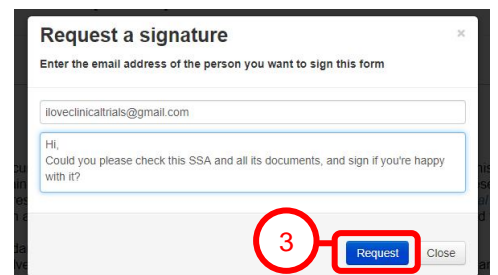 Request a signature
×
Enter the email address of the person you want to sign this form
iloveclinicaltrials@gmail.com
Hi,
Could you please check this SSA and all its documents, and sign if you're happy
with it?
3
Request
Close